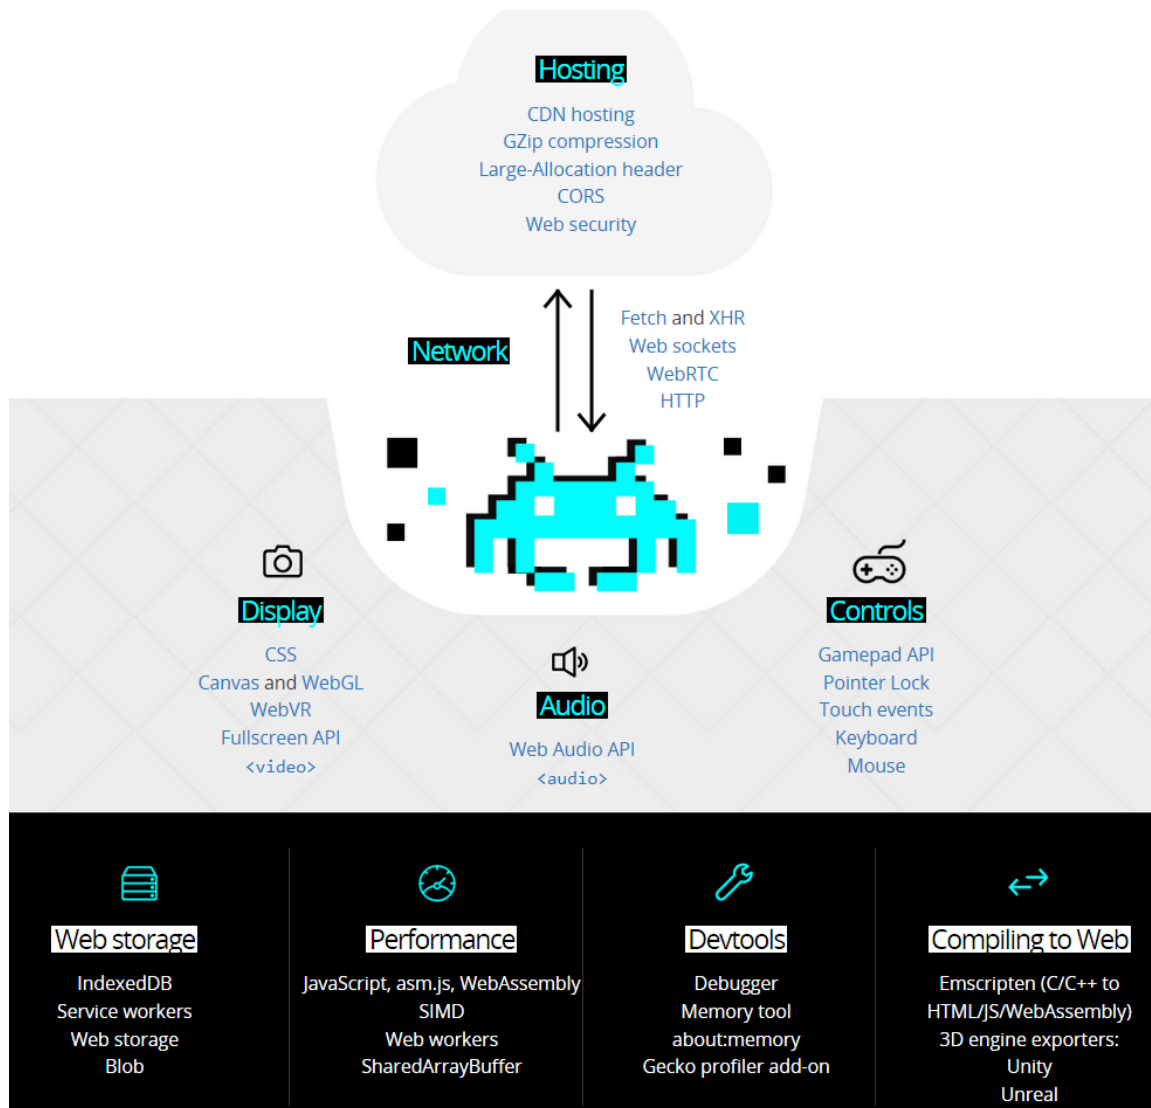 Hosting
CDN hosting
GZip compression
Large-Allocation header
CORS
Web security
Network
Fetch and XHR
Web sockets
WebRTC
HTTP
Display
CSS
Canvas and WebGL
WebVR
Fullscreen API
<video>
Audio
Web Audio API
<audio>
Controls
Gamepad API
Pointer Lock
Touch events
Keyboard
Mouse
Web storage
IndexedDB
Service workers
Web storage
Blob
Performance
JavaScript, asm.js, WebAssembly
SIMD
Web workers
SharedArrayBuffer
Devtools
Debugger
Memory tool
about:memory
Gecko profiler add-on
Compiling to Web
Emscripten (C/C++ to
HTML/JS/WebAssembly)
3D engine exporters:
Unity
Unreal